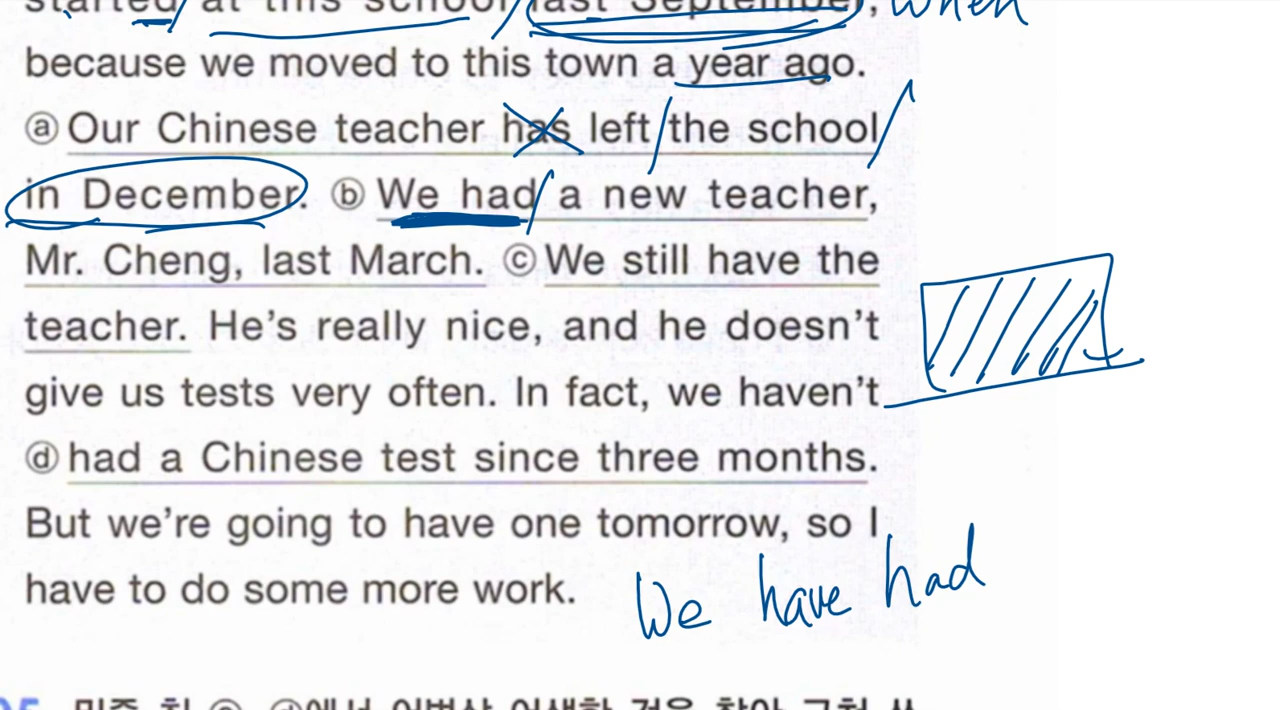 started at this school last September, when
because we moved to this town a year ago.
ⓐ Our Chinese teacher has left the school
in December. ⓑ We had a new teacher,
Mr. Cheng, last March. ⓒ We still have the
teacher. He's really nice, and he doesn't
give us tests very often. In fact, we haven't
ⓓ had a Chinese test since three months.
But we're going to have one tomorrow, so I
have to do some more work.
We have had